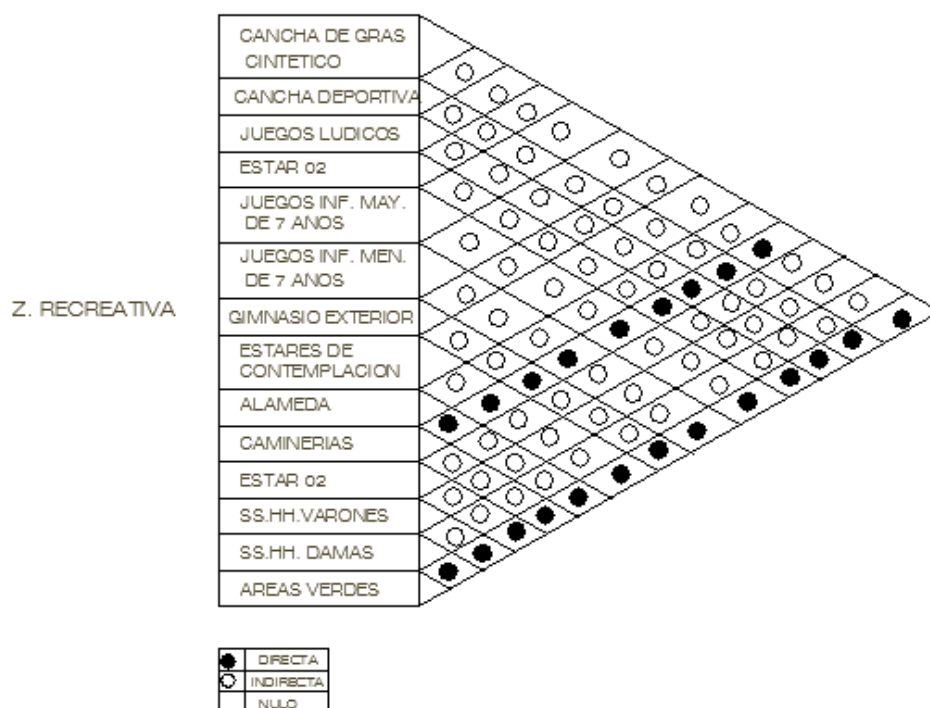 CANCHA DE GRAS
CINTETICO
CANCHA DEPORTIVA
JUEGOS LUDICOS
ESTAR 02
JUEGOS INF. MAY.
DE 7 ANOS
JUEGOS INF. MEN.
DE 7 ANOS
Z. RECREATIVA
GIMNASIO EXTERIOR
ESTARES DE
CONTEMPLACION
ALAMEDA
CAMINERIAS
ESTAR 02
SS.HH.VARONES
SS.HH. DAMAS
AREAS VERDES
DIRECTA
INDIRECTA
NULO